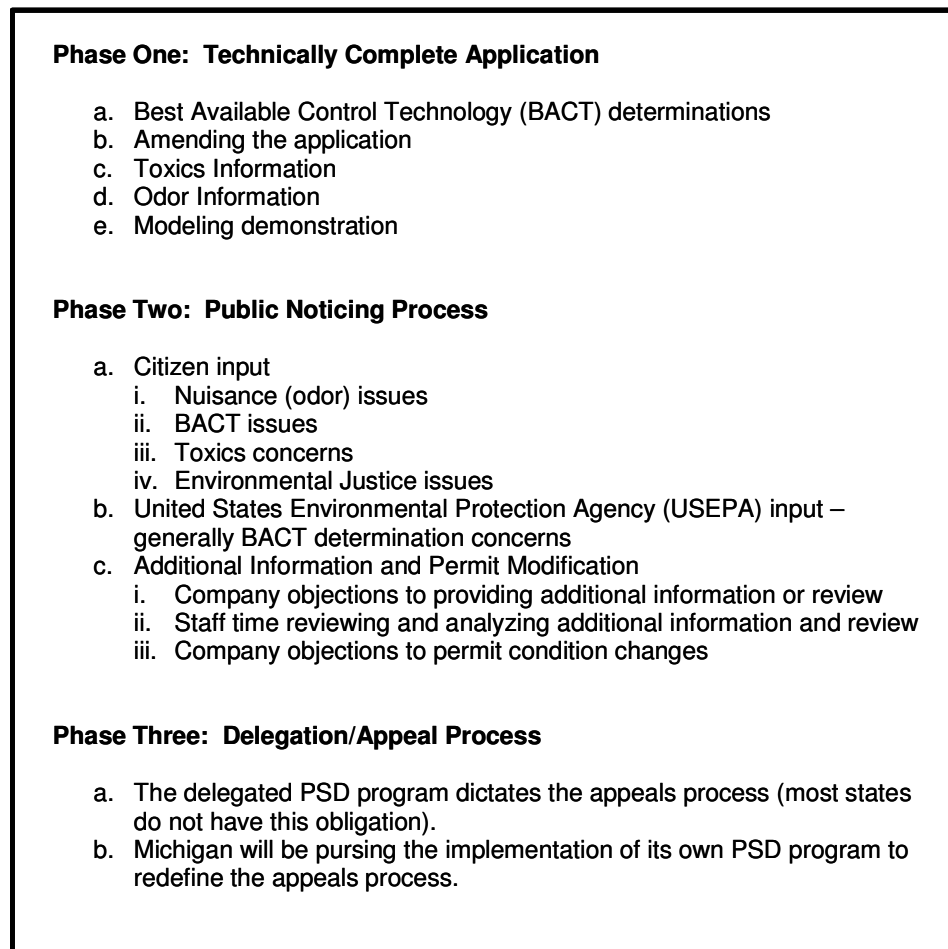 Phase One:  Technically Complete Application
a. Best Available Control Technology (BACT) determinations
b. Amending the application
c. Toxics Information
d. Odor Information
e. Modeling demonstration
Phase Two:  Public Noticing Process
a. Citizen input
i. Nuisance (odor) issues
ii. BACT issues
iii. Toxics concerns
iv. Environmental Justice issues
b. United States Environmental Protection Agency (USEPA) input –
generally BACT determination concerns
c. Additional Information and Permit Modification
i. Company objections to providing additional information or review
ii. Staff time reviewing and analyzing additional information and review
iii. Company objections to permit condition changes
Phase Three:  Delegation/Appeal Process
a. The delegated PSD program dictates the appeals process (most states
do not have this obligation).
b. Michigan will be pursing the implementation of its own PSD program to
redefine the appeals process.